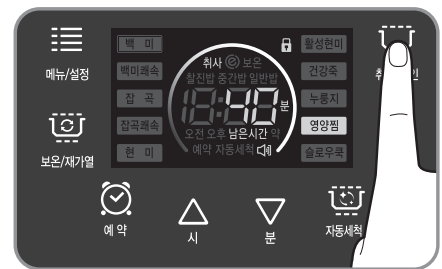 메뉴/설정
보온/재가열
백 미
백미쾌속
잡 곡
잡곡쾌속
현 미
취사 ⓔ 보온
찰진밥 중간밥 일반밥
18:40 분
오전 오후 남은시간 약
예약 자동세척
활성현미
건강죽
누룽지
영양찜
슬로우쿡
취
인
예 약
시
분
자동세척